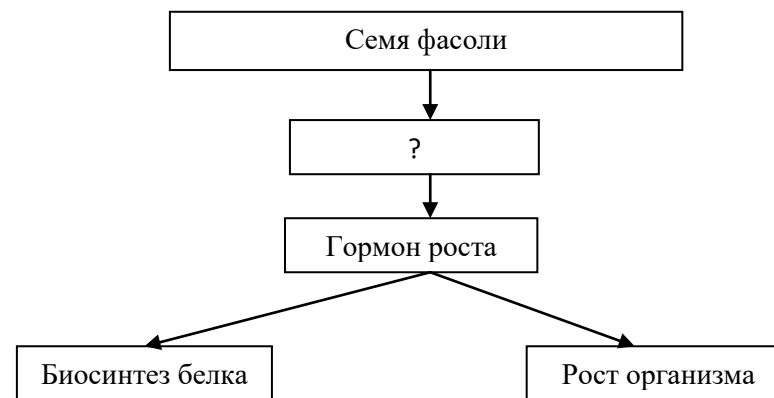 Семя фасоли
?
Гормон роста
Биосинтез белка
Рост организма